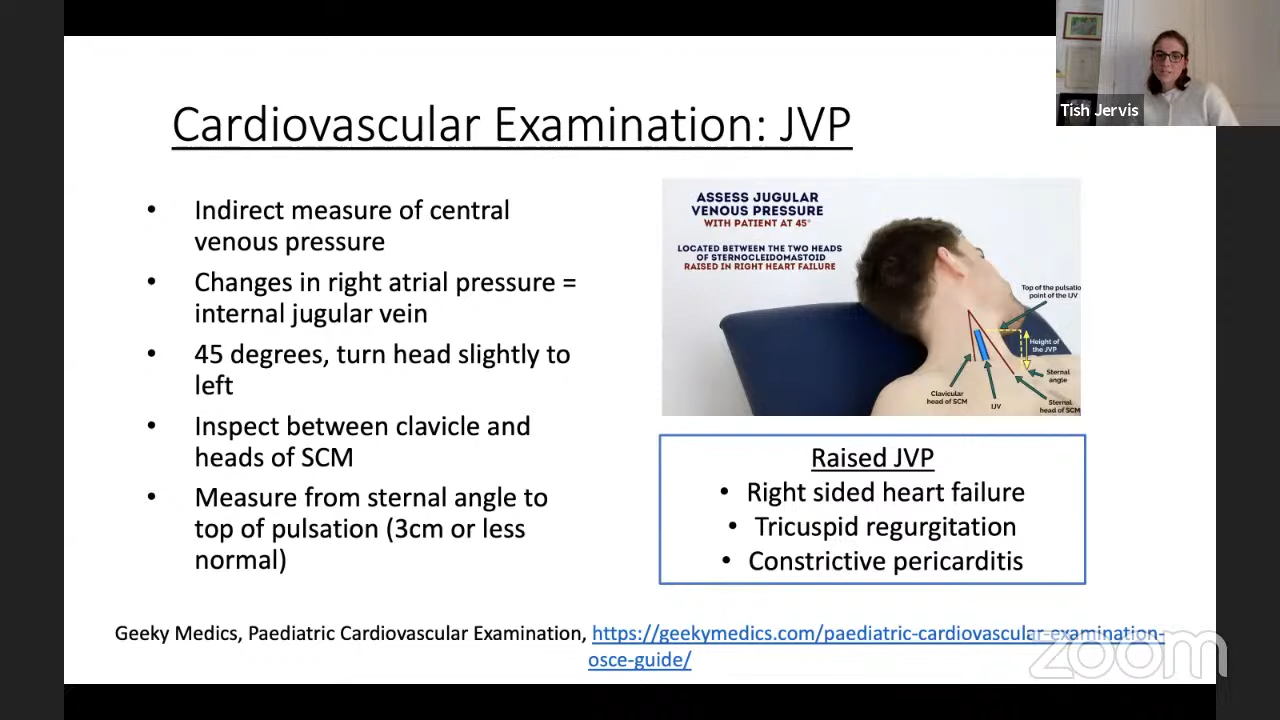 Tish Jervis
Cardiovascular Examination: JVP
• Indirect measure of central
venous pressure
• Changes in right atrial pressure =
internal jugular vein
• 45 degrees, turn head slightly to
left
• Inspect between clavicle and
heads of SCM
• Measure from sternal angle to
top of pulsation (3cm or less
normal)
ASSESS JUGULAR
VENOUS PRESSURE
WITH PATIENT AT 45°
LOCATED BETWEEN THE TWO HEADS
OF STERNOCLEIDOMASTOID
RAISED IN RIGHT HEART FAILURE
Top of the pulsatio
point of the IJV
Height of
the JVP
Sternal
angle
Clavicular
head of SCM
IJV
Sternal
head of SCM
Raised JVP
• Right sided heart failure
• Tricuspid regurgitation
• Constrictive pericarditis
Geeky Medics, Paediatric Cardiovascular Examination, https://geekymedics.com/paediatric-cardiovascular-examination-
osce-guide/
zoom